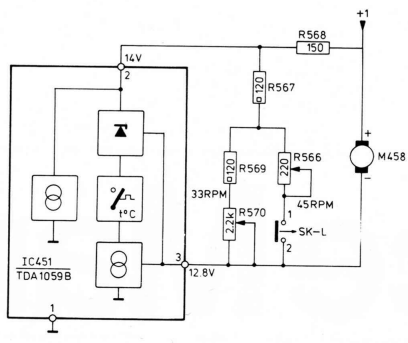 +1
R568
150
14V
2
□120
R567
+
M458
−
□120
R569
220
R566
33RPM
45RPM
t°C
2.2k
R570
1
SK-L
2
3
12.8V
IC451
TDA1059B
1